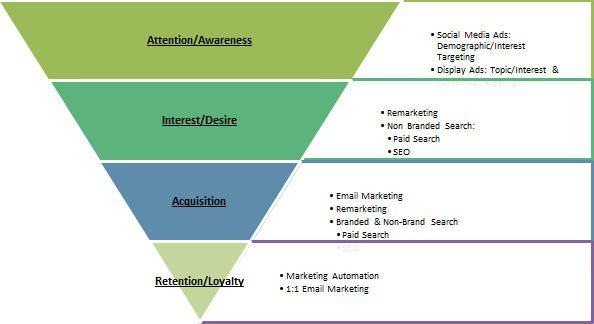 Attention/Awareness
• Social Media Ads:
Demographic/Interest
Targeting
• Display Ads: Topic/Interest &
Interest/Desire
• Remarketing
• Non Branded Search:
• Paid Search
• SEO
Acquisition
• Email Marketing
• Remarketing
• Branded & Non-Brand Search
• Paid Search
• SEO
Retention/Loyalty
• Marketing Automation
• 1:1 Email Marketing